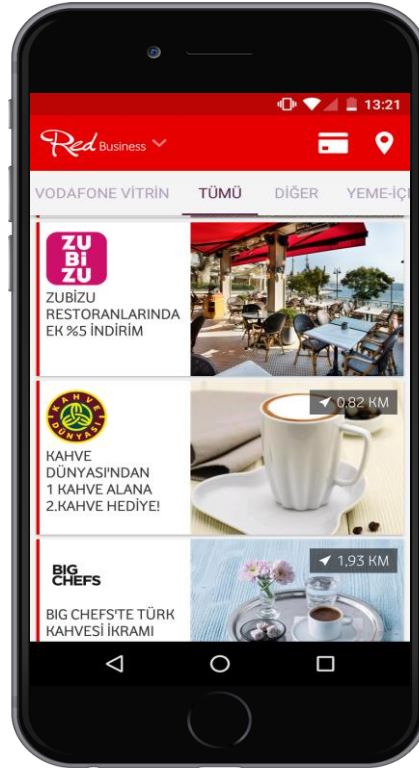 13:21
Red Business
VODAFONE VİTRİN TÜMÜ DİĞER
ZU
Bi
ZU
ZUBİZU
RESTORANLARINDA
EK %5 İNDİRİM
KAHVE DÜNYASI
0.82 KM
KAHVE
DÜNYASI'NDAN
1 KAHVE ALANA
2.KAHVE HEDİYE!
BIG
CHEFS
1,93 KM
BIG CHEFS'TE TÜRK
KAHVESİ İKRAMI